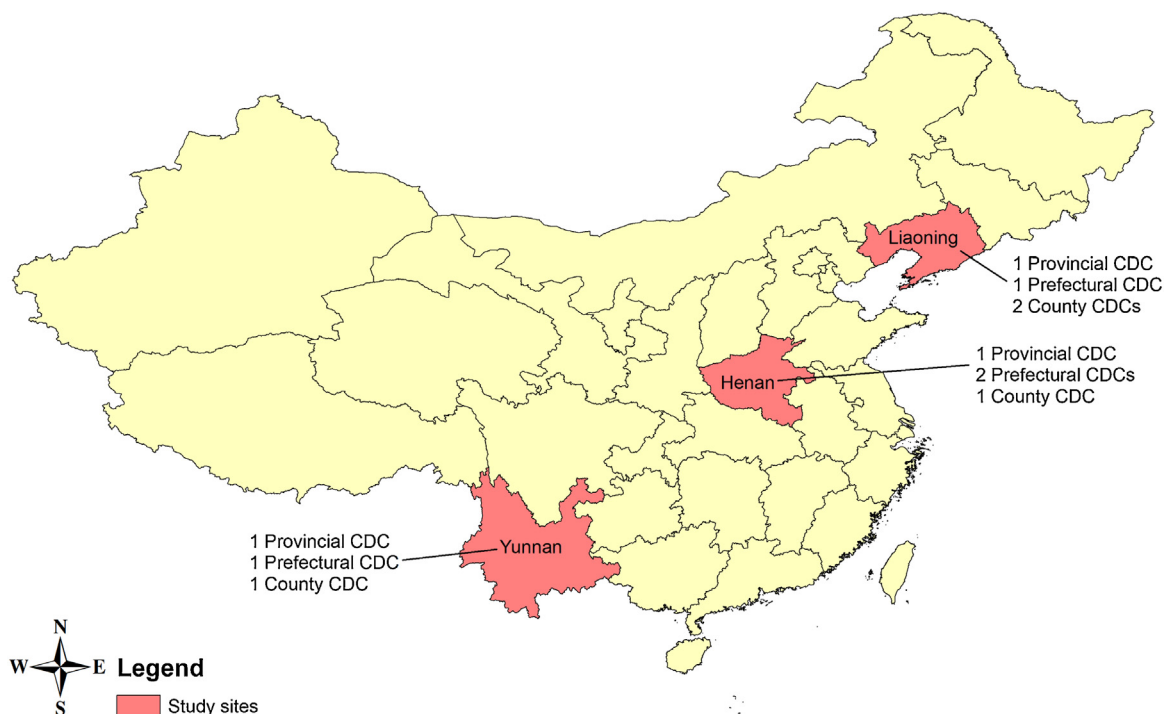 Liaoning
1 Provincial CDC
1 Prefectural CDC
2 County CDCs
Henan
1 Provincial CDC
2 Prefectural CDCs
1 County CDC
Yunnan
1 Provincial CDC
1 Prefectural CDC
1 County CDC
N
W E
S
Legend
Study sites